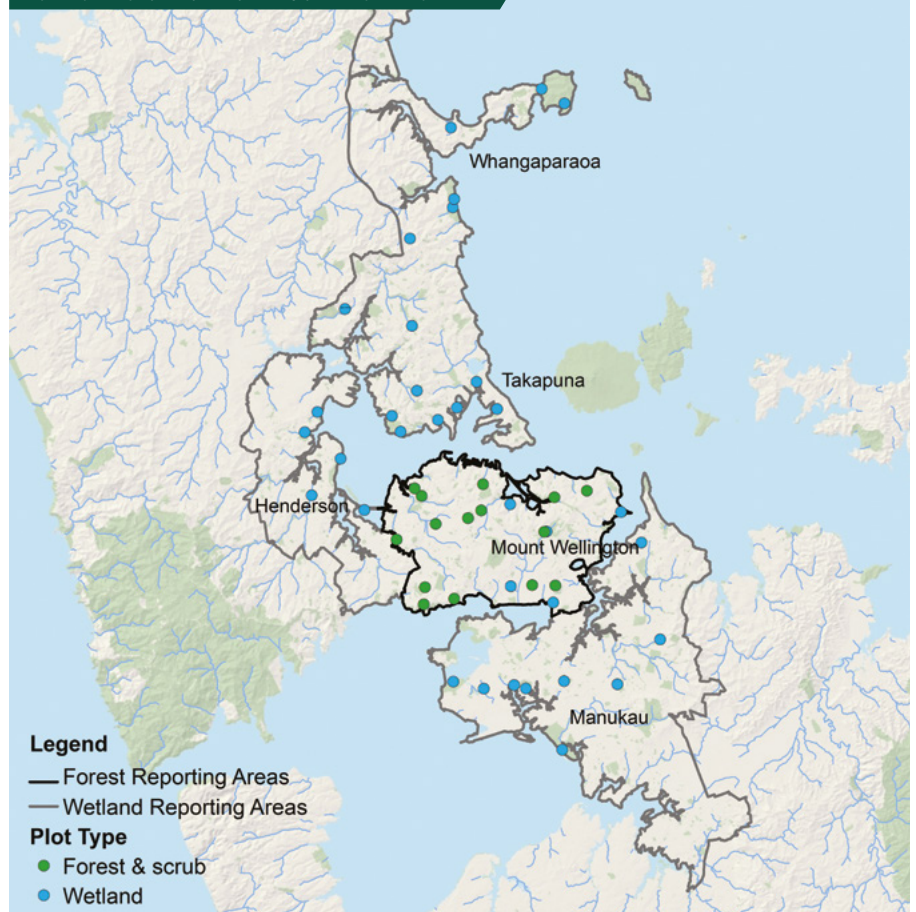 Whangaparaoa
Takapuna
Henderson
Mount Wellington
Manukau
Legend
Forest Reporting Areas
Wetland Reporting Areas
Plot Type
Forest & scrub
Wetland